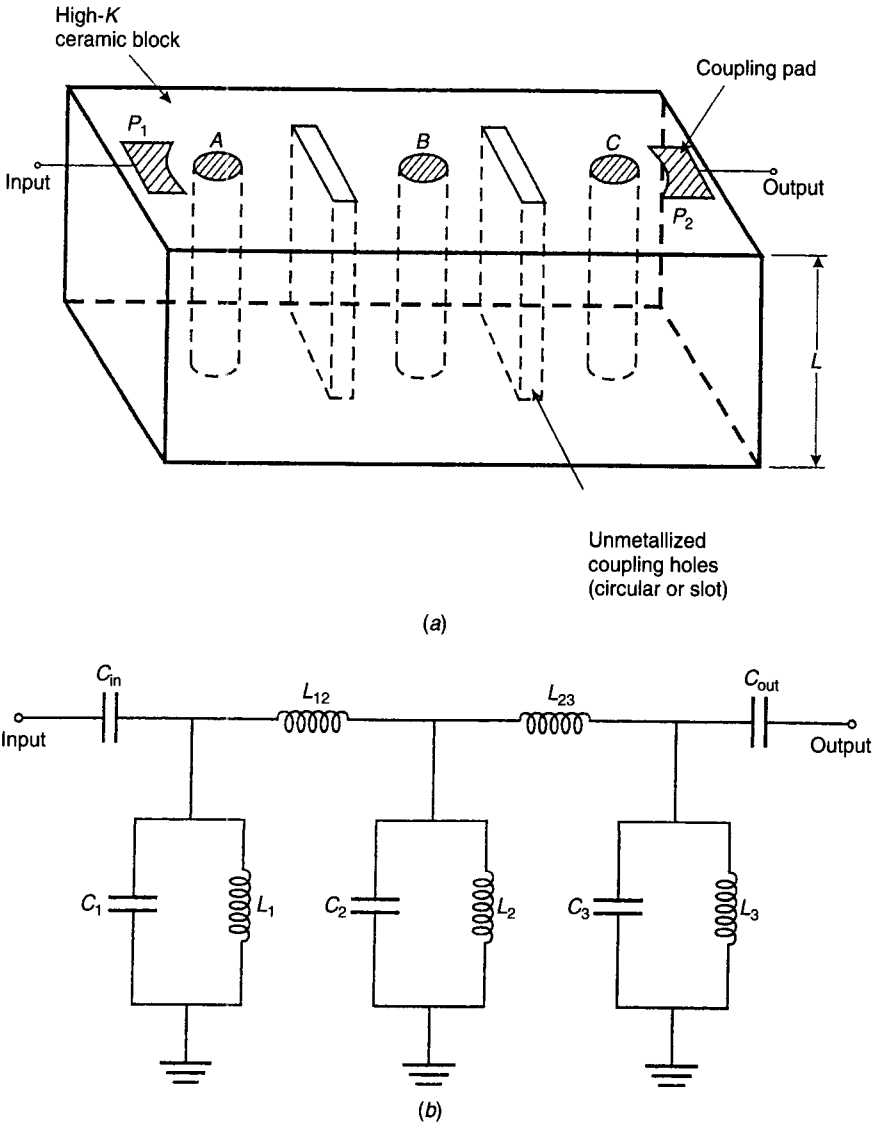 High-K
ceramic block
Coupling pad
P1
A
B
C
Input
Output
P2
L
Unmetallized
coupling holes
(circular or slot)
(a)
Cin
L12
L23
Cout
Input
Output
C1
L1
C2
L2
C3
L3
(b)